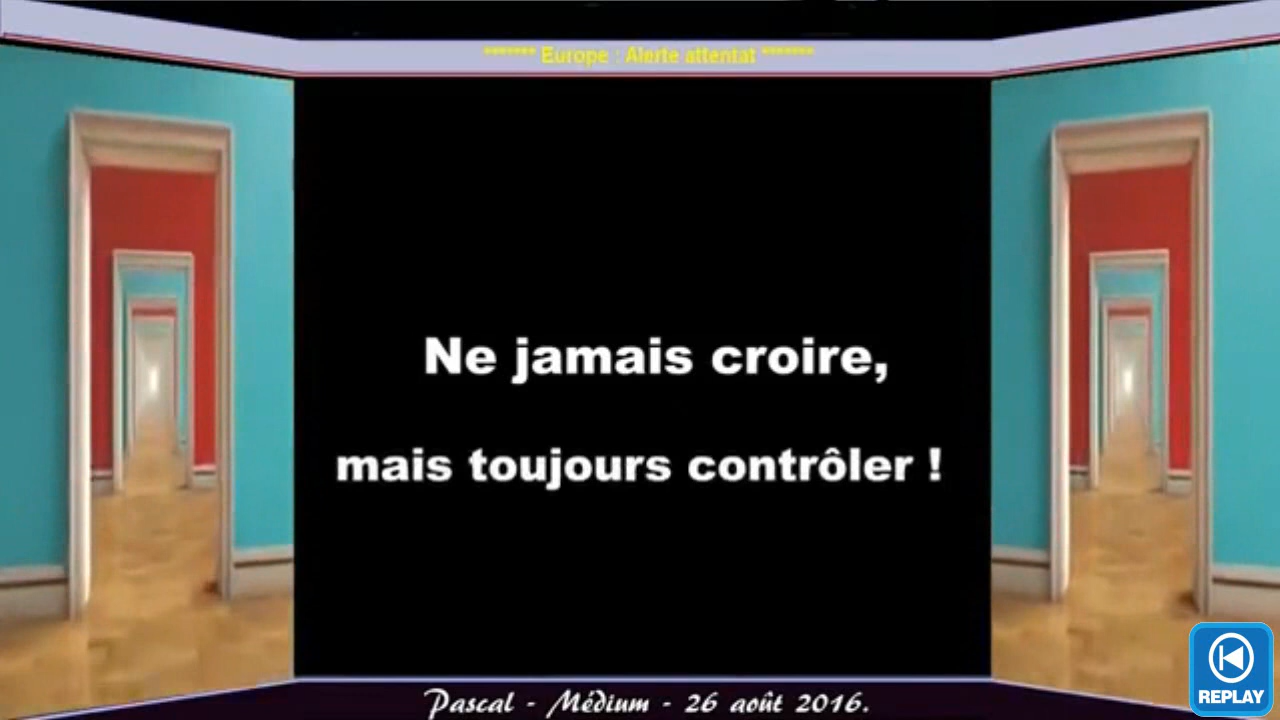 ******* Europe : Alerte attentat *******
Ne jamais croire,
mais toujours contrôler !
Pascal - Médium - 26 août 2016.
REPLAY